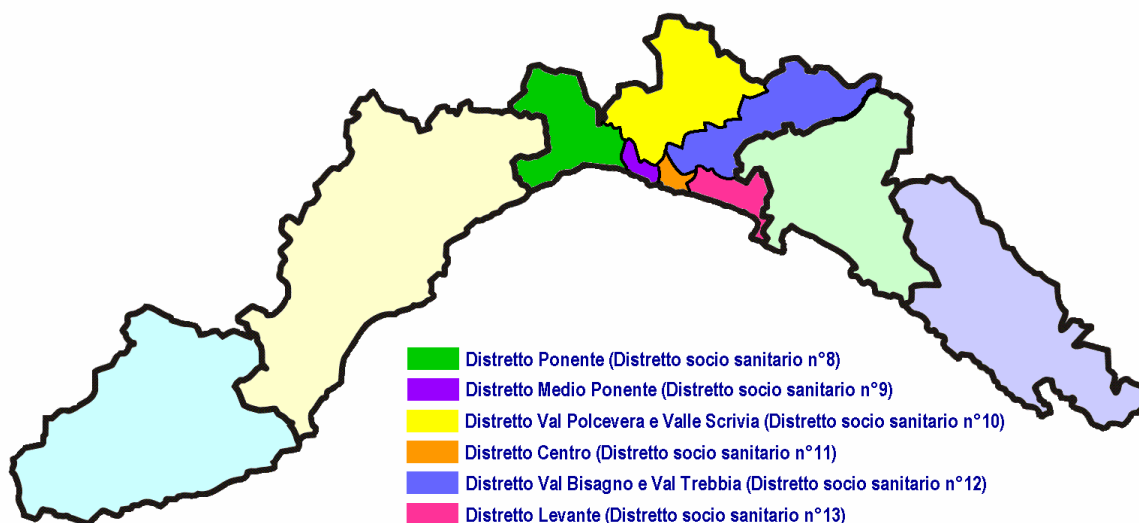 Distretto Ponente (Distretto socio sanitario n°8)
Distretto Medio Ponente (Distretto socio sanitario n°9)
Distretto Val Polcevera e Valle Scrivia (Distretto socio sanitario n°10)
Distretto Centro (Distretto socio sanitario n°11)
Distretto Val Bisagno e Val Trebbia (Distretto socio sanitario n°12)
Distretto Levante (Distretto socio sanitario n°13)